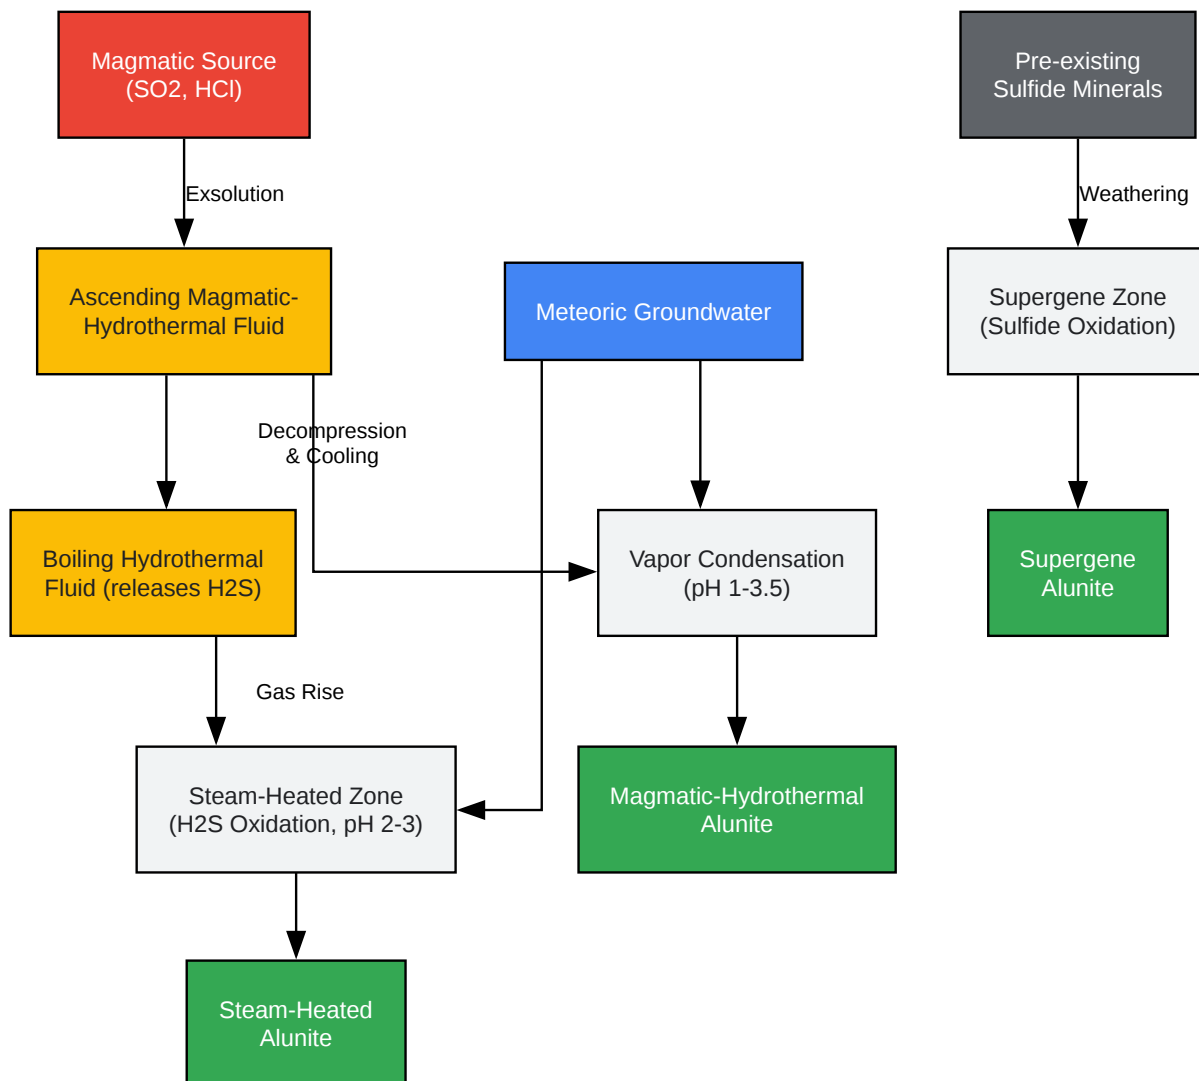 Magmatic Source
(SO2, HCl)
Pre-existing
Sulfide Minerals
Exsolution
Weathering
Ascending Magmatic-
Hydrothermal Fluid
Meteoric Groundwater
Supergene Zone
(Sulfide Oxidation)
Decompression
& Cooling
Boiling Hydrothermal
Fluid (releases H2S)
Vapor Condensation
(pH 1-3.5)
Supergene
Alunite
Gas Rise
Steam-Heated Zone
(H2S Oxidation, pH 2-3)
Magmatic-Hydrothermal
Alunite
Steam-Heated
Alunite